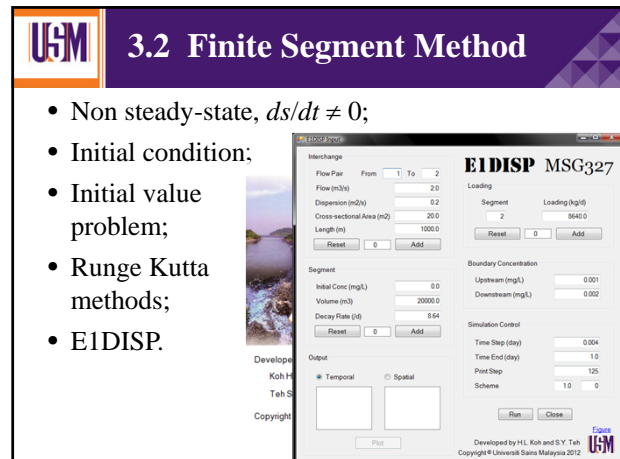 USM
3.2 Finite Segment Method
• Non steady-state, ds/dt ≠ 0;
• Initial condition;
• Initial value
problem;
• Runge Kutta
methods;
• E1DISP.
Develope
Koh H
Teh S
Copyright
E1DISP Input
Interchange
Flow Pair From 1 To 2
Flow (m3/s) 2.0
Dispersion (m2/s) 0.2
Cross-sectional Area (m2) 20.0
Length (m) 1000.0
Reset 0 Add
Segment
Initial Conc (mg/L) 0.0
Volume (m3) 20000.0
Decay Rate (/d) 8.64
Reset 0 Add
Output
Temporal Spatial
Plot
E1DISP MSG327
Loading
Segment Loading (kg/d)
2 8640.0
Reset 0 Add
Boundary Concentration
Upstream (mg/L) 0.001
Downstream (mg/L) 0.002
Simulation Control
Time Step (day) 0.004
Time End (day) 1.0
Print Step 125
Scheme 1.0 0
Run Close
Figure
Developed by H.L. Koh and S.Y. Teh
Copyright © Universiti Sains Malaysia 2012
USM